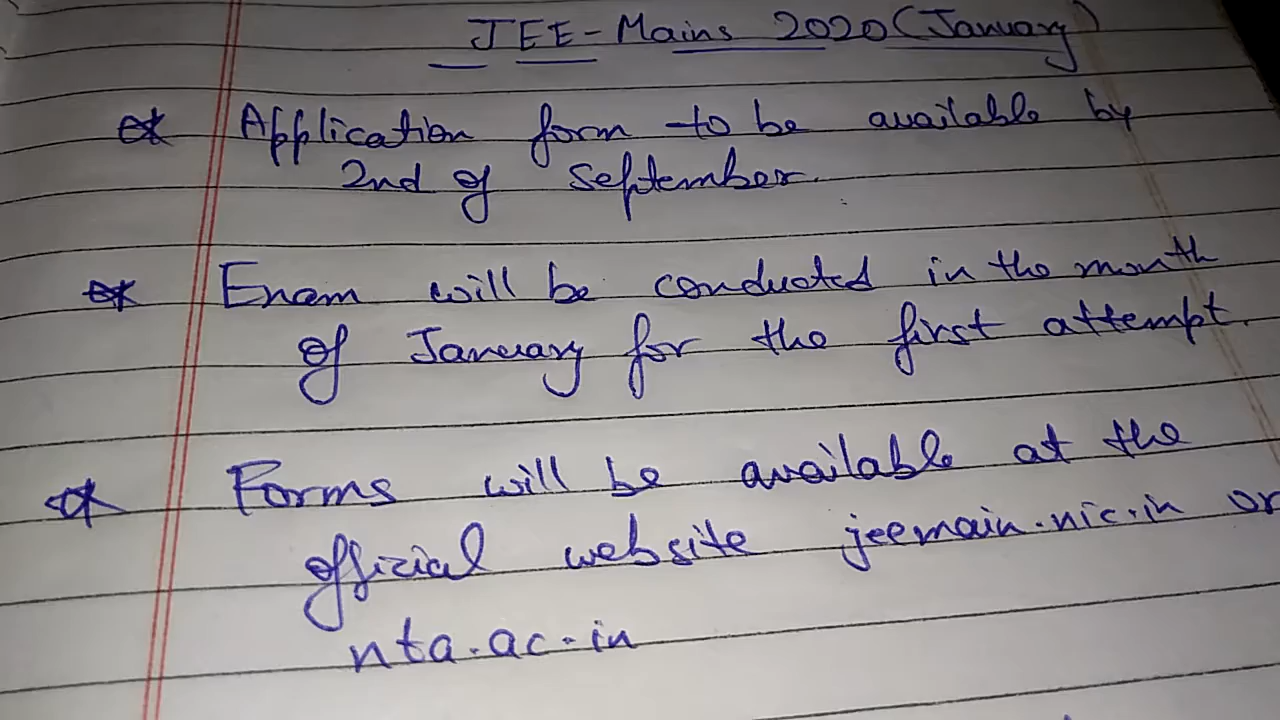 JEE-Mains 2020 (January)
Application form to be available by
2nd of September.
Exam will be conducted in the month
of January for the first attempt.
Forms will be available at the
official website jeemain.nic.in or
nta.ac.in